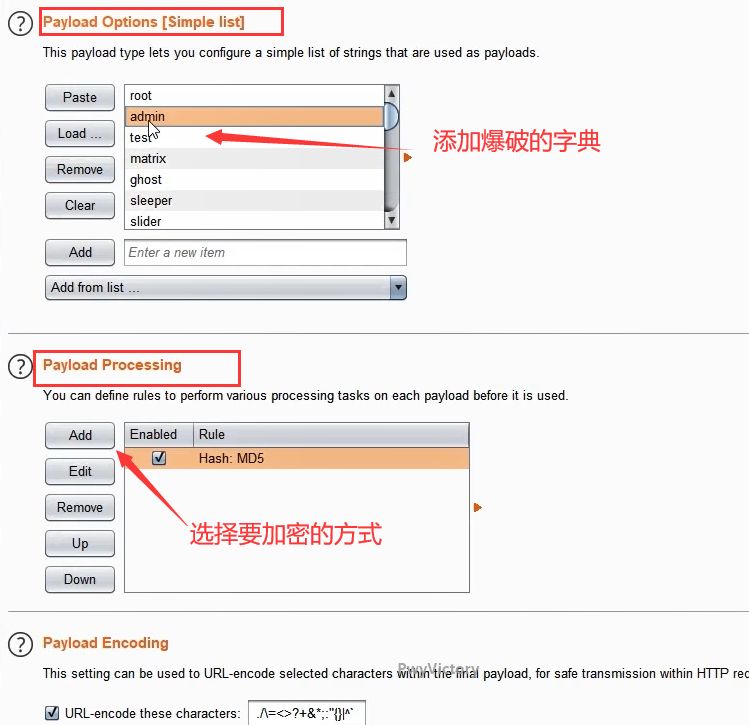 Payload Options [Simple list]
This payload type lets you configure a simple list of strings that are used as payloads.
Paste
root
admin
Load ...
test
添加爆破的字典
Remove
matrix
ghost
Clear
sleeper
slider
Add
Enter a new item
Add from list ...
Payload Processing
You can define rules to perform various processing tasks on each payload before it is used.
Add
Enabled
Rule
Hash: MD5
Edit
Remove
选择要加密的方式
Up
Down
Payload Encoding
This setting can be used to URL-encode selected characters within the final payload, for safe transmission within HTTP rec
PwyVictory
URL-encode these characters:
./\=<>?+&*;:"{}|^`